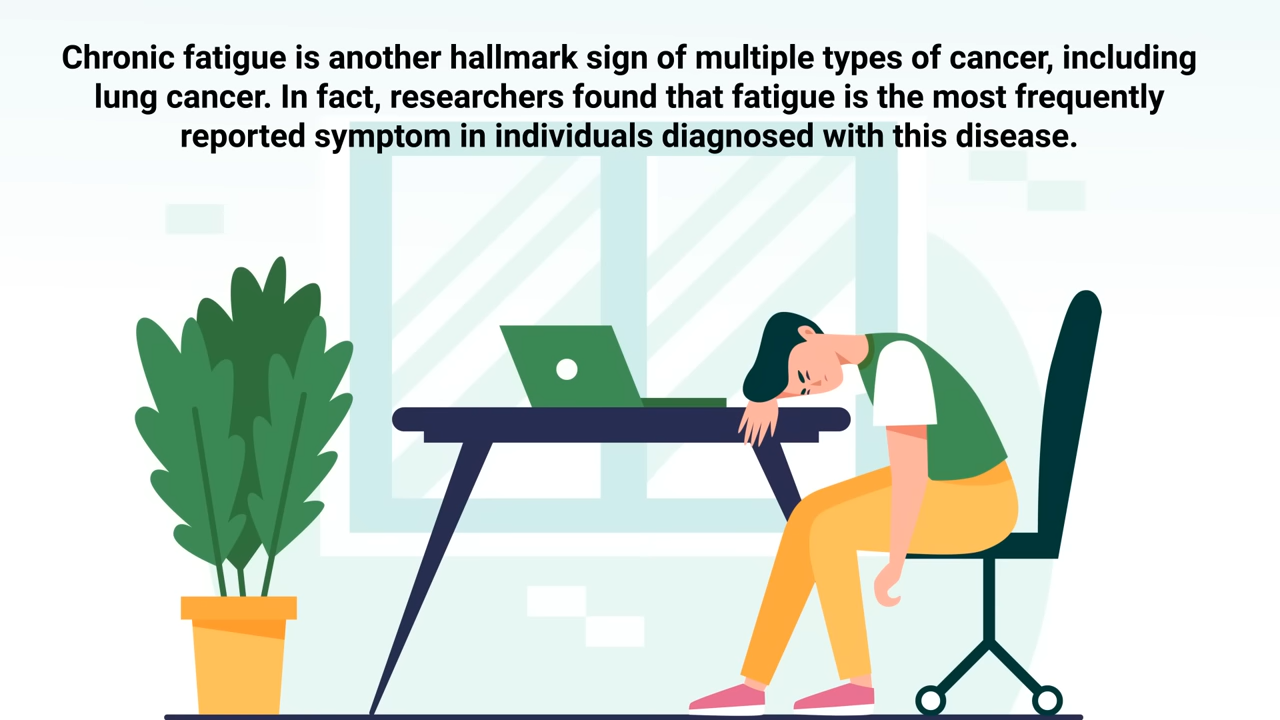 Chronic fatigue is another hallmark sign of multiple types of cancer, including
lung cancer. In fact, researchers found that fatigue is the most frequently
reported symptom in individuals diagnosed with this disease.